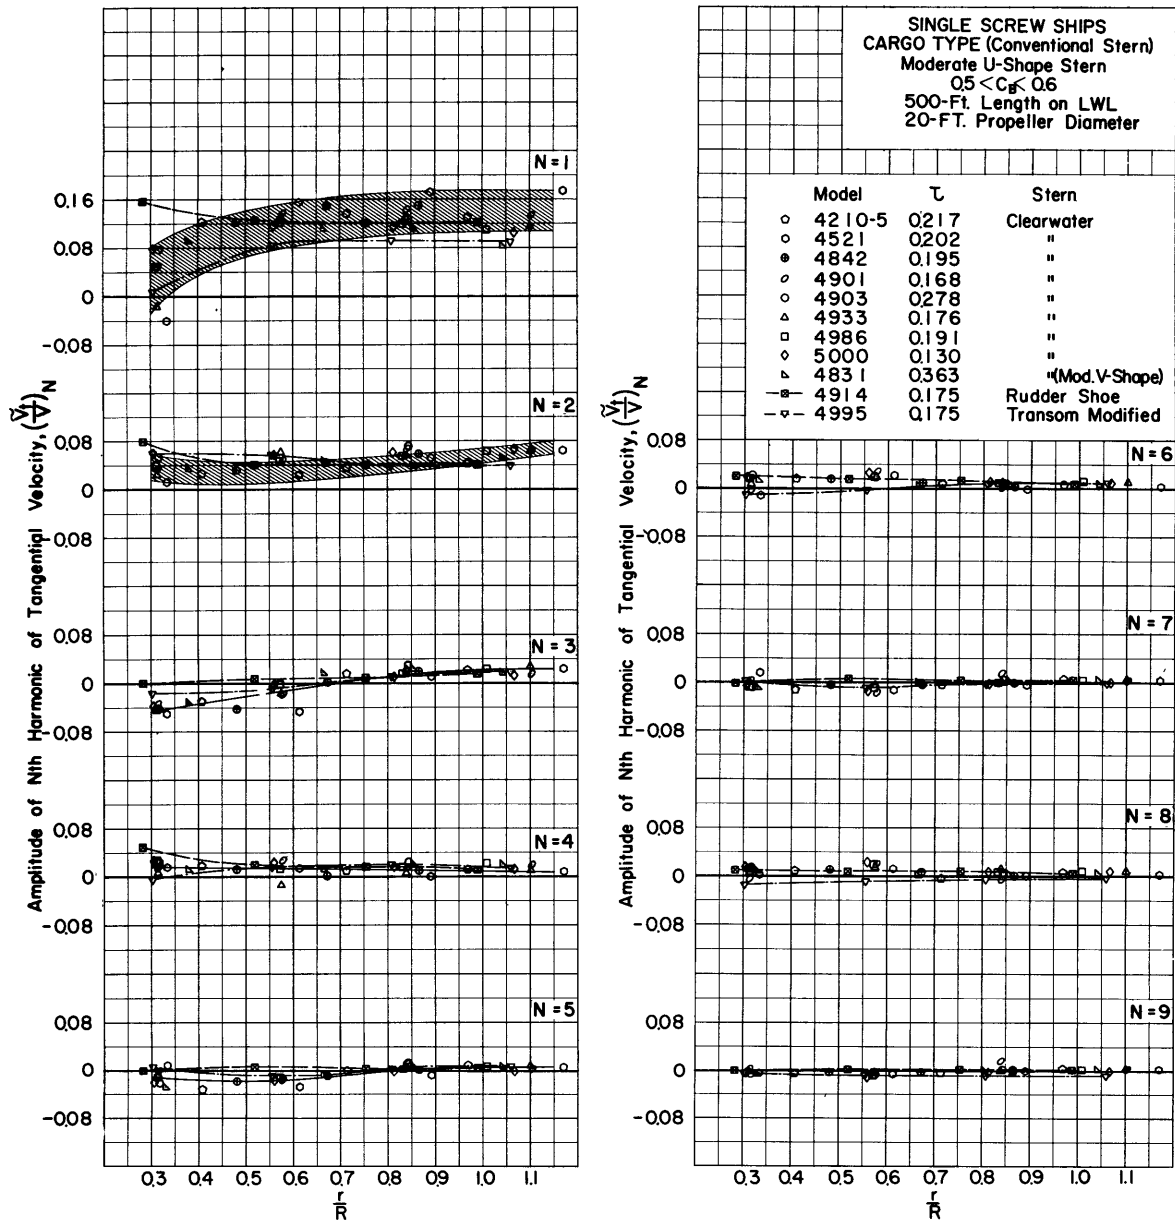 SINGLE SCREW SHIPS
CARGO TYPE (Conventional Stern)
Moderate U-Shape Stern
0.5 < C_B < 0.6
500-Ft. Length on LWL
20-FT. Propeller Diameter
Model τ Stern
4210-5 0.217 Clearwater
4521 0.202 "
4842 0.195 "
4901 0.168 "
4903 0.278 "
4933 0.176 "
4986 0.191 "
5000 0.130 "
4831 0.363 " (Mod. V-Shape)
4914 0.175 Rudder Shoe
4995 0.175 Transom Modified
Amplitude of Nth Harmonic of Tangential Velocity, (Ṽt/V)N
N = 1
0.16
0.08
0
-0.08
N = 2
0.08
0
-0.08
N = 3
0.08
0
-0.08
N = 4
0.08
0
-0.08
N = 5
0.08
0
-0.08
0.3 0.4 0.5 0.6 0.7 0.8 0.9 1.0 1.1
r/R
Amplitude of Nth Harmonic of Tangential Velocity, (Ṽt/V)N
N = 6
0.08
0
-0.08
N = 7
0.08
0
-0.08
N = 8
0.08
0
-0.08
N = 9
0.08
0
-0.08
0.3 0.4 0.5 0.6 0.7 0.8 0.9 1.0 1.1
r/R